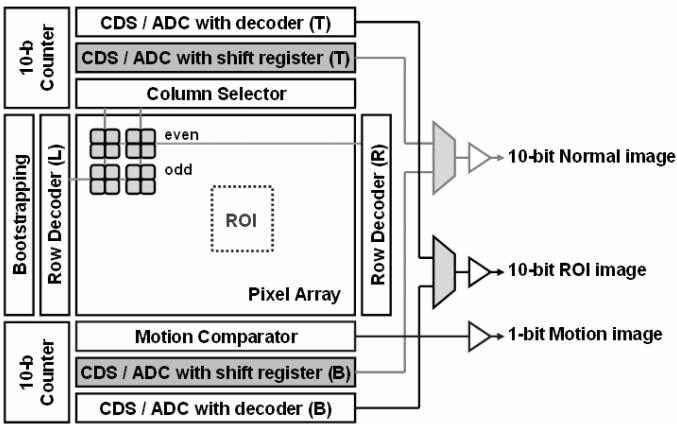 10-b Counter
CDS / ADC with decoder (T)
CDS / ADC with shift register (T)
Column Selector
Bootstrapping
Row Decoder (L)
even
odd
ROI
Pixel Array
Row Decoder (R)
10-bit Normal image
10-bit ROI image
1-bit Motion image
10-b Counter
Motion Comparator
CDS / ADC with shift register (B)
CDS / ADC with decoder (B)